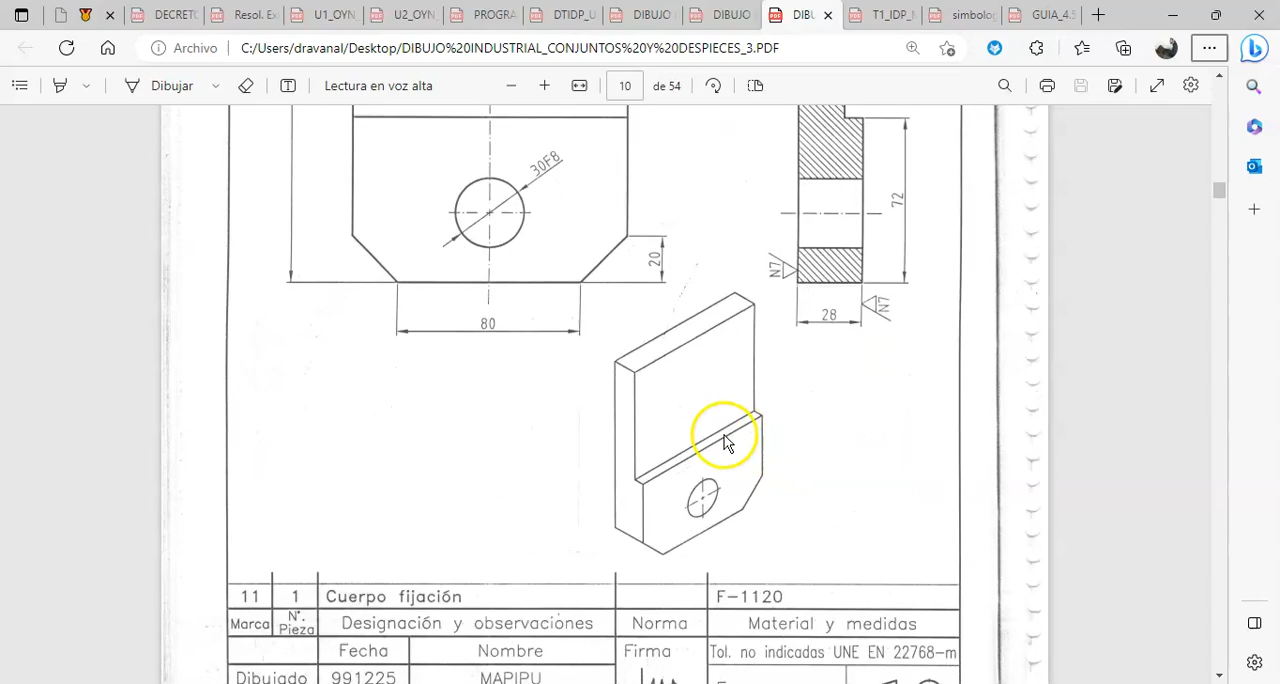 DECRET
Resol. Ex
U1_OYN
U2_OYN_
PROGRA
DTIDP_U
DIBUJO
DIBUJO
DIBU
T1_IDP_M
simbolog
GUIA_4.5
Archivo
C:/Users/dravanal/Desktop/DIBUJO%20INDUSTRIAL_CONJUNTOS%20Y%20DESPIECES_3.PDF
Dibujar
Lectura en voz alta
10
de 54
30F8
20
80
72
N7
N7
28
11 1 Cuerpo fijación F-1120
Marca N°. Pieza Designación y observaciones Norma Material y medidas
Fecha Nombre Firma Tol. no indicadas UNE EN 22768-m
Dibujado 991225 MAPIPU